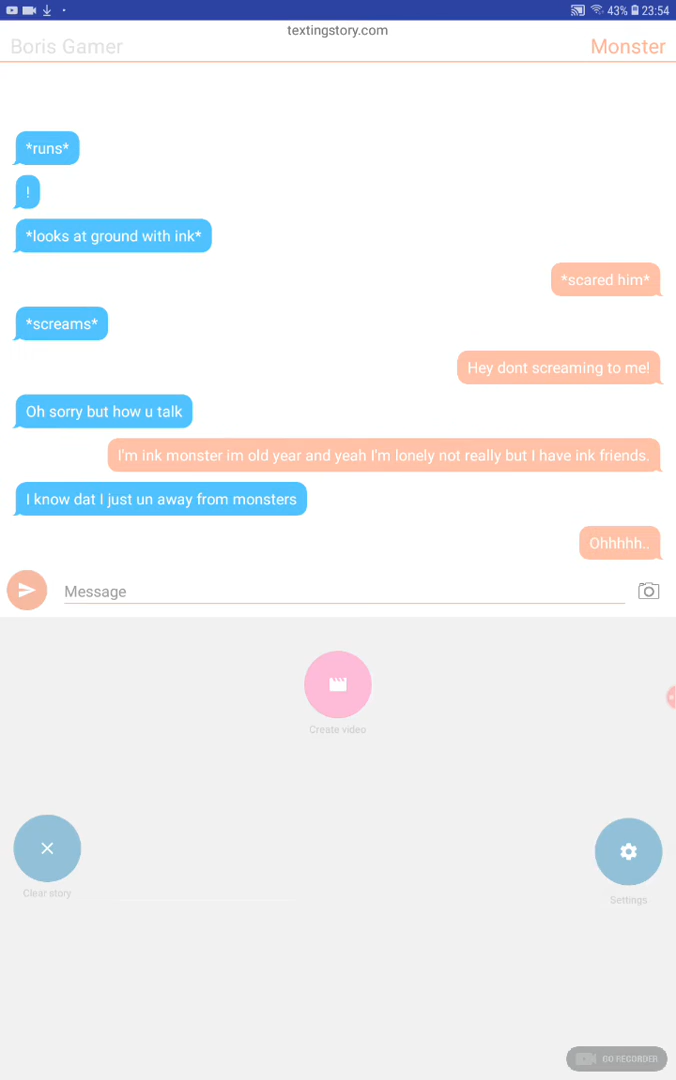 43% 23:54
textingstory.com
Boris Gamer Monster
*runs*
!
*looks at ground with ink*
*scared him*
*screams*
Hey dont screaming to me!
Oh sorry but how u talk
I'm ink monster im old year and yeah I'm lonely not really but I have ink friends.
I know dat I just un away from monsters
Ohhhhh..
Message
Create video
Clear story
Settings
DU RECORDER